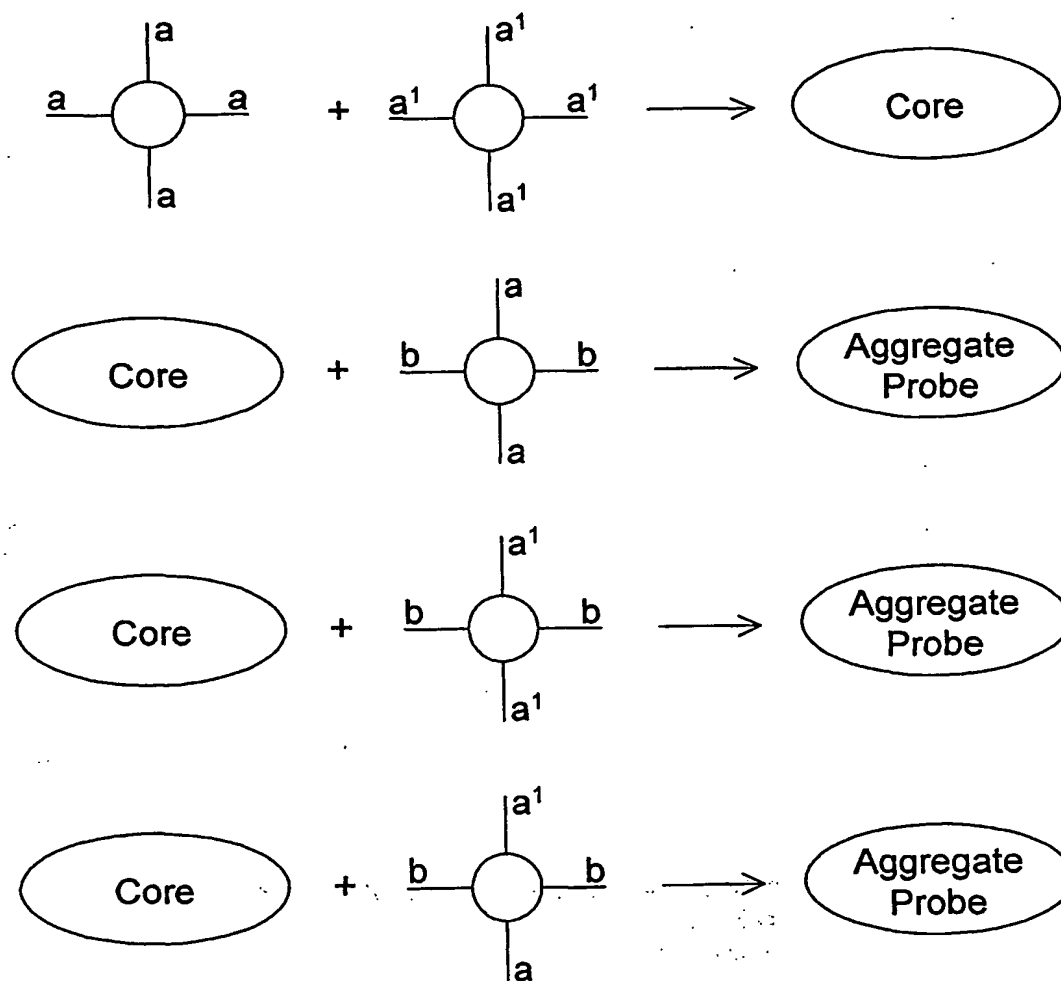 a a¹
a a + a¹ a¹ → Core
a a¹
a
Core + b b → Aggregate Probe
a
a¹
Core + b b → Aggregate Probe
a¹
a¹
Core + b b → Aggregate Probe
a